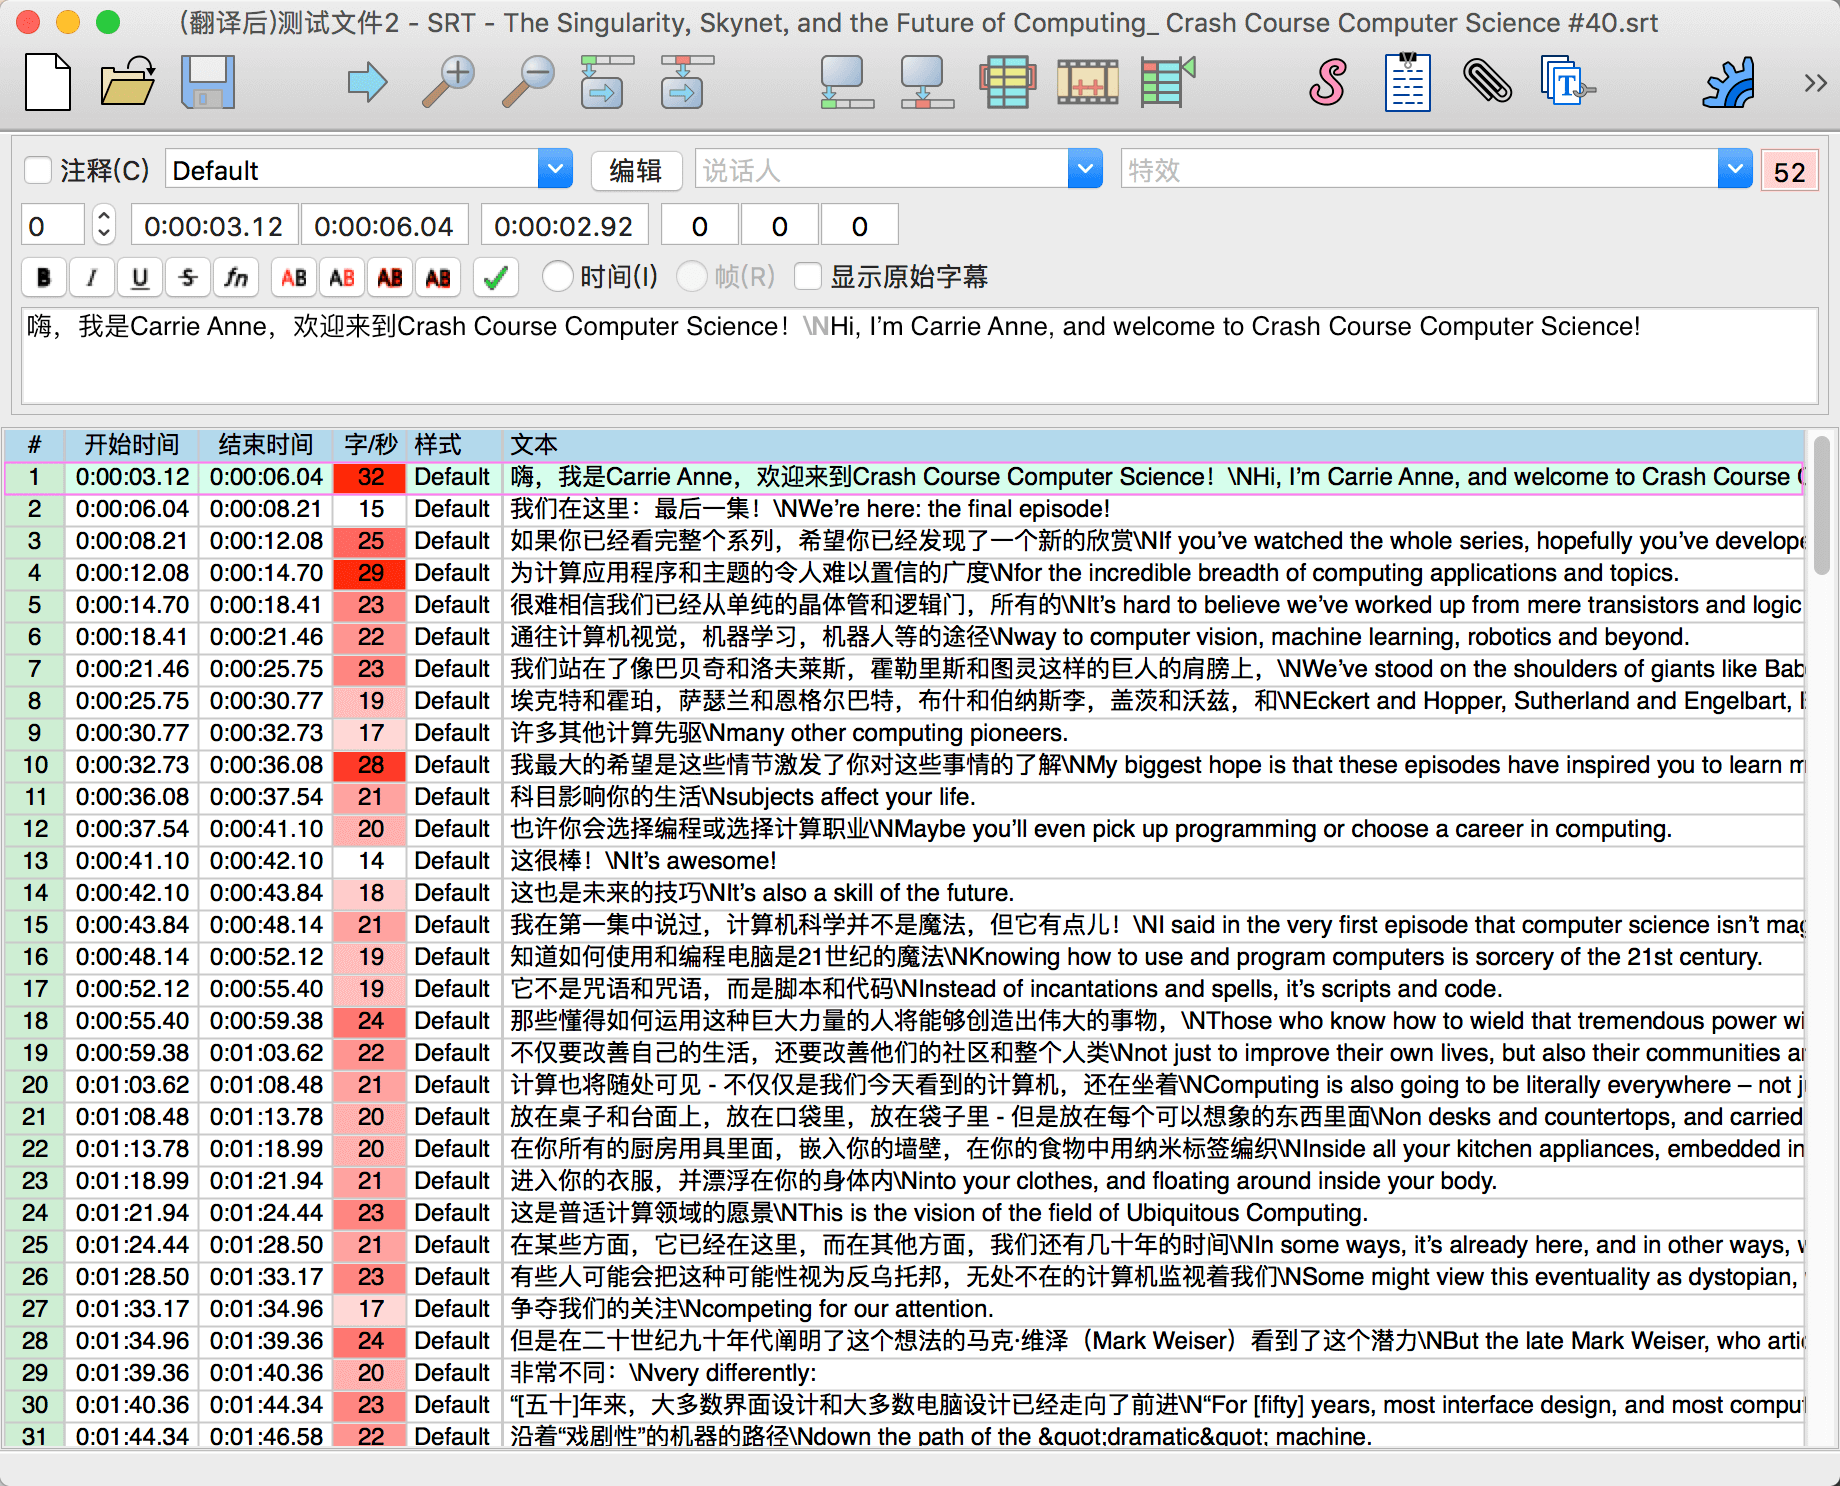 (翻译后)测试文件2 - SRT - The Singularity, Skynet, and the Future of Computing_ Crash Course Computer Science #40.srt
注释(C) Default 编辑 说话人 特效 52
0 0:00:03.12 0:00:06.04 0:00:02.92 0 0 0
B I U S fn AB AB AB AB 时间(I) 帧(R) 显示原始字幕
嗨，我是Carrie Anne，欢迎来到Crash Course Computer Science！\NHi, I’m Carrie Anne, and welcome to Crash Course Computer Science!
# 开始时间 结束时间 字/秒 样式 文本
1 0:00:03.12 0:00:06.04 32 Default 嗨，我是Carrie Anne，欢迎来到Crash Course Computer Science！\NHi, I’m Carrie Anne, and welcome to Crash Course
2 0:00:06.04 0:00:08.21 15 Default 我们在这里：最后一集！\NWe’re here: the final episode!
3 0:00:08.21 0:00:12.08 25 Default 如果你已经看完整个系列，希望你已经发现了一个新的欣赏\NIf you’ve watched the whole series, hopefully you’ve develope
4 0:00:12.08 0:00:14.70 29 Default 为计算应用程序和主题的令人难以置信的广度\Nfor the incredible breadth of computing applications and topics.
5 0:00:14.70 0:00:18.41 23 Default 很难相信我们已经从单纯的晶体管和逻辑门，所有的\NIt’s hard to believe we’ve worked up from mere transistors and logic
6 0:00:18.41 0:00:21.46 22 Default 通往计算机视觉，机器学习，机器人等的途径\Nway to computer vision, machine learning, robotics and beyond.
7 0:00:21.46 0:00:25.75 23 Default 我们站在了像巴贝奇和洛夫莱斯，霍勒里斯和图灵这样的巨人的肩膀上，\NWe’ve stood on the shoulders of giants like Bab
8 0:00:25.75 0:00:30.77 19 Default 埃克特和霍珀，萨瑟兰和恩格尔巴特，布什和伯纳斯李，盖茨和沃兹，和\NEckert and Hopper, Sutherland and Engelbart,
9 0:00:30.77 0:00:32.73 17 Default 许多其他计算先驱\Nmany other computing pioneers.
10 0:00:32.73 0:00:36.08 28 Default 我最大的希望是这些情节激发了你对这些事情的了解\NMy biggest hope is that these episodes have inspired you to learn m
11 0:00:36.08 0:00:37.54 21 Default 科目影响你的生活\Nsubjects affect your life.
12 0:00:37.54 0:00:41.10 20 Default 也许你会选择编程或选择计算职业\NMaybe you’ll even pick up programming or choose a career in computing.
13 0:00:41.10 0:00:42.10 14 Default 这很棒！\NIt’s awesome!
14 0:00:42.10 0:00:43.84 18 Default 这也是未来的技巧\NIt’s also a skill of the future.
15 0:00:43.84 0:00:48.14 21 Default 我在第一集中说过，计算机科学并不是魔法，但它有点儿！\NI said in the very first episode that computer science isn’t mag
16 0:00:48.14 0:00:52.12 19 Default 知道如何使用和编程电脑是21世纪的魔法\NKnowing how to use and program computers is sorcery of the 21st century.
17 0:00:52.12 0:00:55.40 19 Default 它不是咒语和咒语，而是脚本和代码\NInstead of incantations and spells, it’s scripts and code.
18 0:00:55.40 0:00:59.38 24 Default 那些懂得如何运用这种巨大力量的人将能够创造出伟大的事物，\NThose who know how to wield that tremendous power wi
19 0:00:59.38 0:01:03.62 22 Default 不仅要改善自己的生活，还要改善他们的社区和整个人类\Nnot just to improve their own lives, but also their communities a
20 0:01:03.62 0:01:08.48 21 Default 计算也将随处可见 - 不仅仅是我们今天看到的计算机，还在坐着\NComputing is also going to be literally everywhere – not j
21 0:01:08.48 0:01:13.78 20 Default 放在桌子和台面上，放在口袋里，放在袋子里 - 但是放在每个可以想象的东西里面\Non desks and countertops, and carried
22 0:01:13.78 0:01:18.99 20 Default 在你所有的厨房用具里面，嵌入你的墙壁，在你的食物中用纳米标签编织\NInside all your kitchen appliances, embedded in
23 0:01:18.99 0:01:21.94 21 Default 进入你的衣服，并漂浮在你的身体内\Ninto your clothes, and floating around inside your body.
24 0:01:21.94 0:01:24.44 23 Default 这是普适计算领域的愿景\NThis is the vision of the field of Ubiquitous Computing.
25 0:01:24.44 0:01:28.50 21 Default 在某些方面，它已经在这里，而在其他方面，我们还有几十年的时间\NIn some ways, it’s already here, and in other ways,
26 0:01:28.50 0:01:33.17 23 Default 有些人可能会把这种可能性视为反乌托邦，无处不在的计算机监视着我们\NSome might view this eventuality as dystopian,
27 0:01:33.17 0:01:34.96 17 Default 争夺我们的关注\Ncompeting for our attention.
28 0:01:34.96 0:01:39.36 24 Default 但是在二十世纪九十年代阐明了这个想法的马克·维泽（Mark Weiser）看到了这个潜力\NBut the late Mark Weiser, who artic
29 0:01:39.36 0:01:40.36 20 Default 非常不同：\Nvery differently:
30 0:01:40.36 0:01:44.34 23 Default “[五十]年来，大多数界面设计和大多数电脑设计已经走向了前进\N“For [fifty] years, most interface design, and most compu
31 0:01:44.34 0:01:46.58 22 Default 沿着“戏剧性”的机器的路径\Ndown the path of the &quot;dramatic&quot; machine.